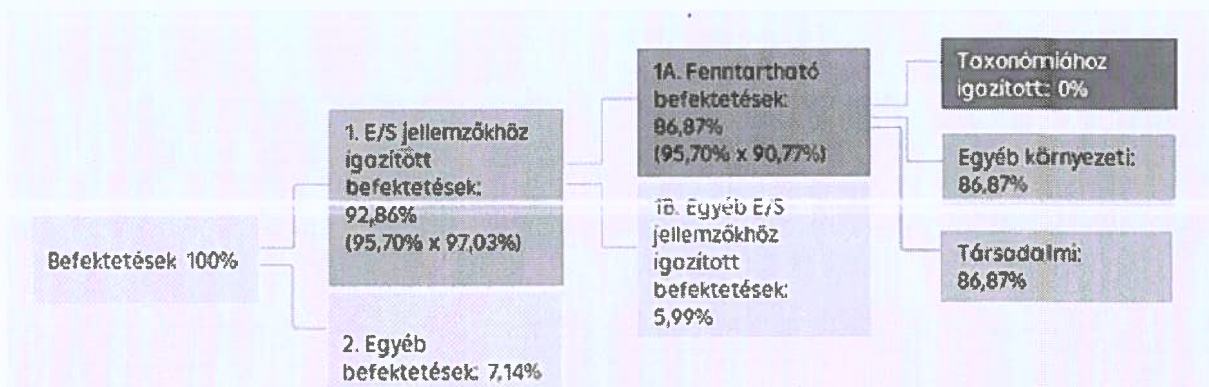 Befektetések 100%
1. E/S jellemzőkhöz
igazított
befektetések:
92,86%
(95,70% x 97,03%)
2. Egyéb
befektetések: 7,14%
1A. Fenntartható
befektetések:
86,87%
(95,70% x 90,77%)
1B. Egyéb E/S
jellemzőkhöz
igazított
befektetések:
5,99%
Taxonómiához
igazított: 0%
Egyéb környezeti:
86,87%
Társadalmi:
86,87%